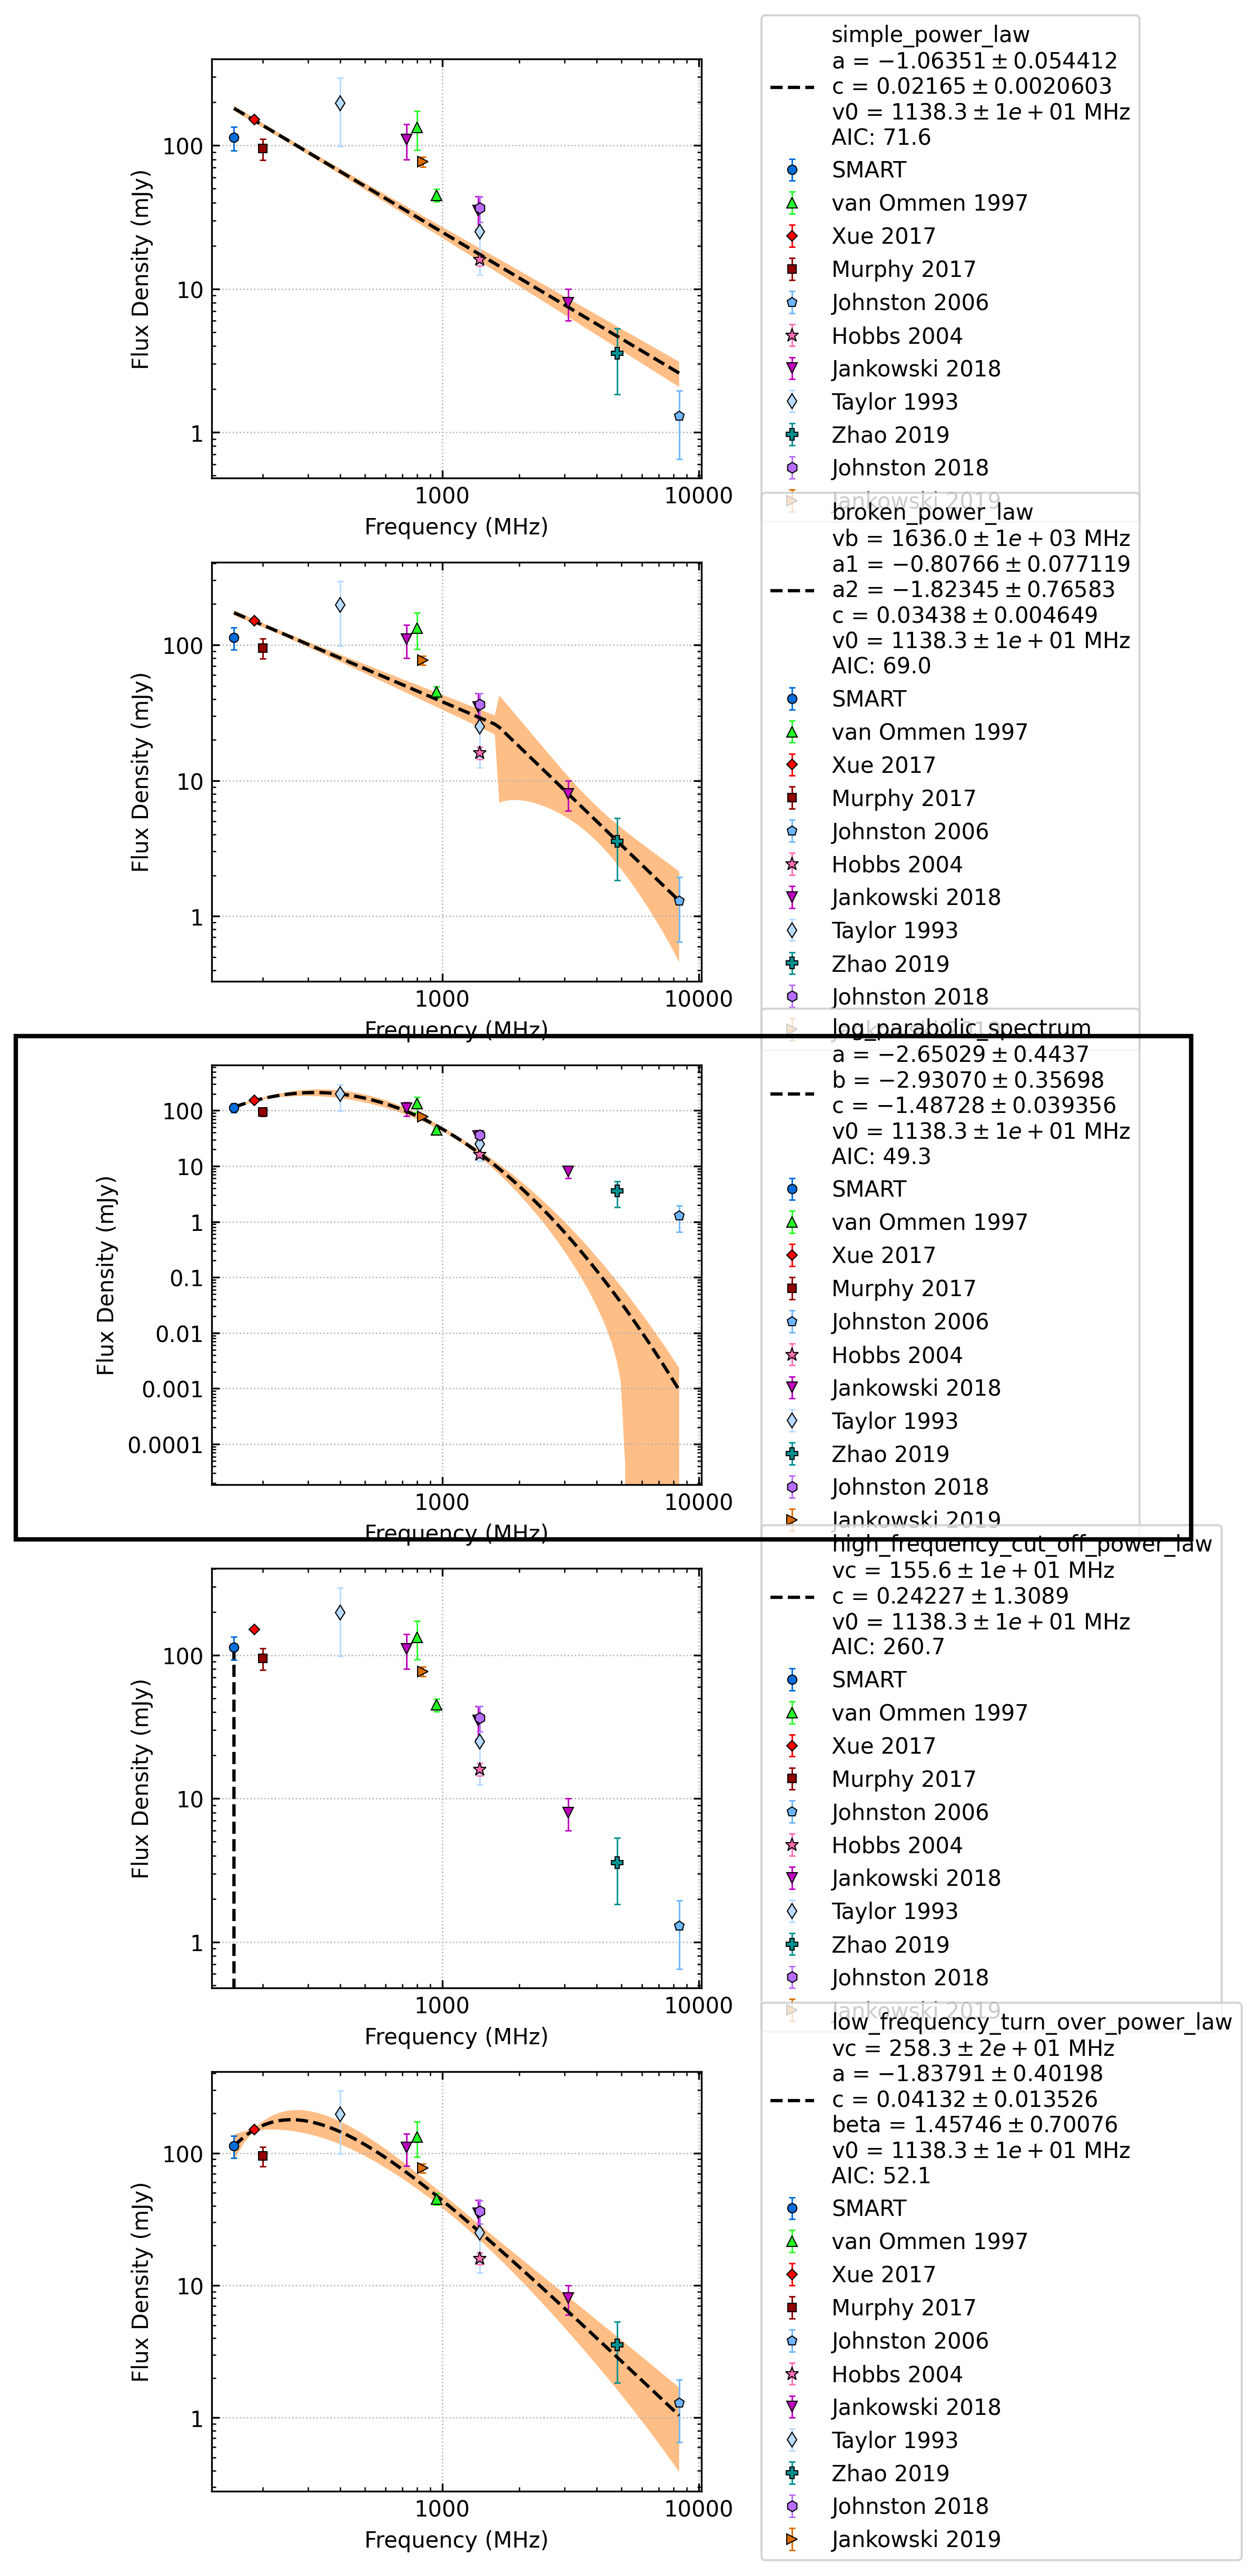 simple_power_law
a = −1.06351 ± 0.054412
c = 0.02165 ± 0.0020603
v0 = 1138.3 ± 1e + 01 MHz
AIC: 71.6
SMART
van Ommen 1997
Xue 2017
Murphy 2017
Johnston 2006
Hobbs 2004
Jankowski 2018
Taylor 1993
Zhao 2019
Johnston 2018
Jankowski 2019
Flux Density (mJy)
100
10
1
1000 10000
Frequency (MHz)
broken_power_law
vb = 1636.0 ± 1e + 03 MHz
a1 = −0.80766 ± 0.077119
a2 = −1.82345 ± 0.76583
c = 0.03438 ± 0.004649
v0 = 1138.3 ± 1e + 01 MHz
AIC: 69.0
SMART
van Ommen 1997
Xue 2017
Murphy 2017
Johnston 2006
Hobbs 2004
Jankowski 2018
Taylor 1993
Zhao 2019
Johnston 2018
Flux Density (mJy)
100
10
1
1000 10000
Frequency (MHz)
log_parabolic_spectrum
a = −2.65029 ± 0.4437
b = −2.93070 ± 0.35698
c = −1.48728 ± 0.039356
v0 = 1138.3 ± 1e + 01 MHz
AIC: 49.3
SMART
van Ommen 1997
Xue 2017
Murphy 2017
Johnston 2006
Hobbs 2004
Jankowski 2018
Taylor 1993
Zhao 2019
Johnston 2018
Jankowski 2019
Flux Density (mJy)
100
10
1
0.1
0.01
0.001
0.0001
1000 10000
Frequency (MHz)
high_frequency_cut_off_power_law
vc = 155.6 ± 1e + 01 MHz
c = 0.24227 ± 1.3089
v0 = 1138.3 ± 1e + 01 MHz
AIC: 260.7
SMART
van Ommen 1997
Xue 2017
Murphy 2017
Johnston 2006
Hobbs 2004
Jankowski 2018
Taylor 1993
Zhao 2019
Johnston 2018
Jankowski 2019
Flux Density (mJy)
100
10
1
1000 10000
Frequency (MHz)
low_frequency_turn_over_power_law
vc = 258.3 ± 2e + 01 MHz
a = −1.83791 ± 0.40198
c = 0.04132 ± 0.013526
beta = 1.45746 ± 0.70076
v0 = 1138.3 ± 1e + 01 MHz
AIC: 52.1
SMART
van Ommen 1997
Xue 2017
Murphy 2017
Johnston 2006
Hobbs 2004
Jankowski 2018
Taylor 1993
Zhao 2019
Johnston 2018
Jankowski 2019
Flux Density (mJy)
100
10
1
1000 10000
Frequency (MHz)